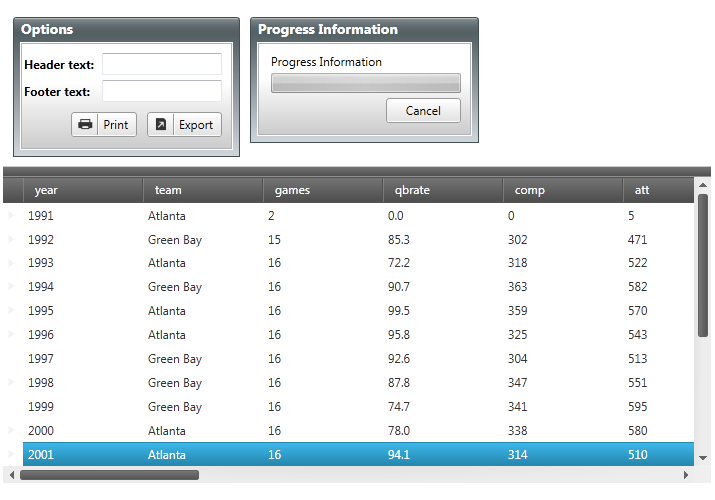 Options
Header text:
Footer text:
Print Export
Progress Information
Progress Information
Cancel
year team games qbrate comp att
1991 Atlanta 2 0.0 0 5
1992 Green Bay 15 85.3 302 471
1993 Atlanta 16 72.2 318 522
1994 Green Bay 16 90.7 363 582
1995 Atlanta 16 99.5 359 570
1996 Atlanta 16 95.8 325 543
1997 Green Bay 16 92.6 304 513
1998 Green Bay 16 87.8 347 551
1999 Green Bay 16 74.7 341 595
2000 Atlanta 16 78.0 338 580
2001 Atlanta 16 94.1 314 510